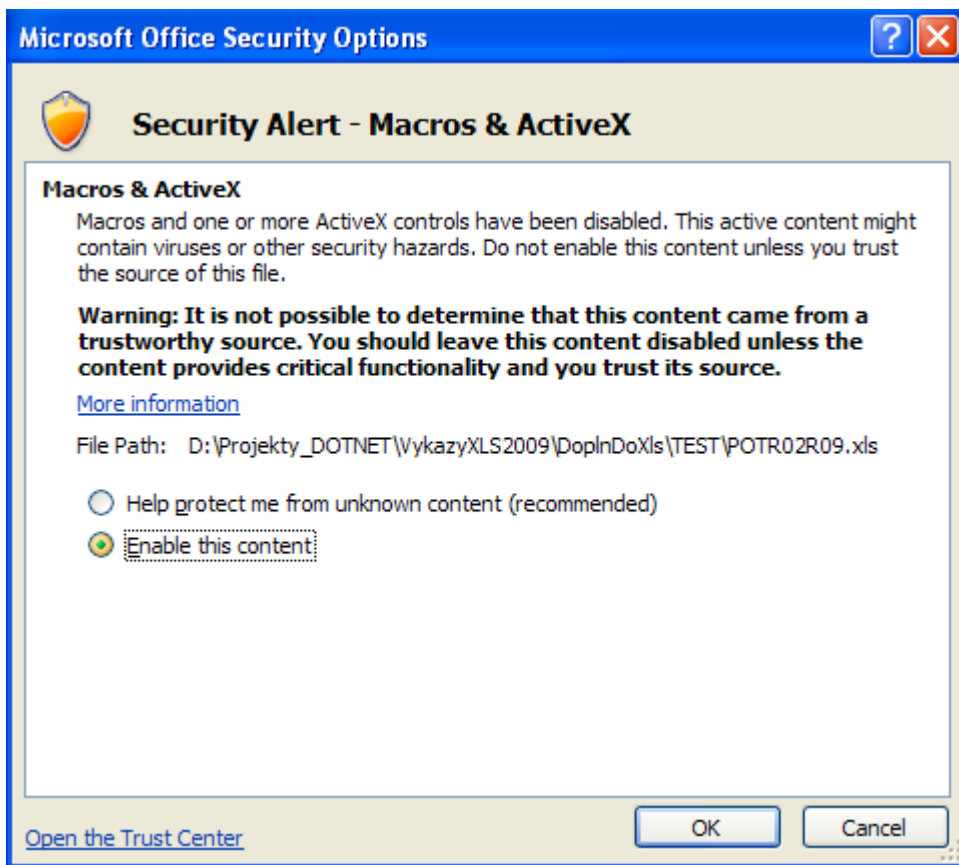 Microsoft Office Security Options
Security Alert - Macros & ActiveX
Macros & ActiveX
Macros and one or more ActiveX controls have been disabled. This active content might
contain viruses or other security hazards. Do not enable this content unless you trust
the source of this file.
Warning: It is not possible to determine that this content came from a
trustworthy source. You should leave this content disabled unless the
content provides critical functionality and you trust its source.
More information
File Path: D:\Projekty_DOTNET\VykazyXLS2009\DoplnDoXls\TEST\POTR02R09.xls
Help protect me from unknown content (recommended)
Enable this content
Open the Trust Center
OK
Cancel